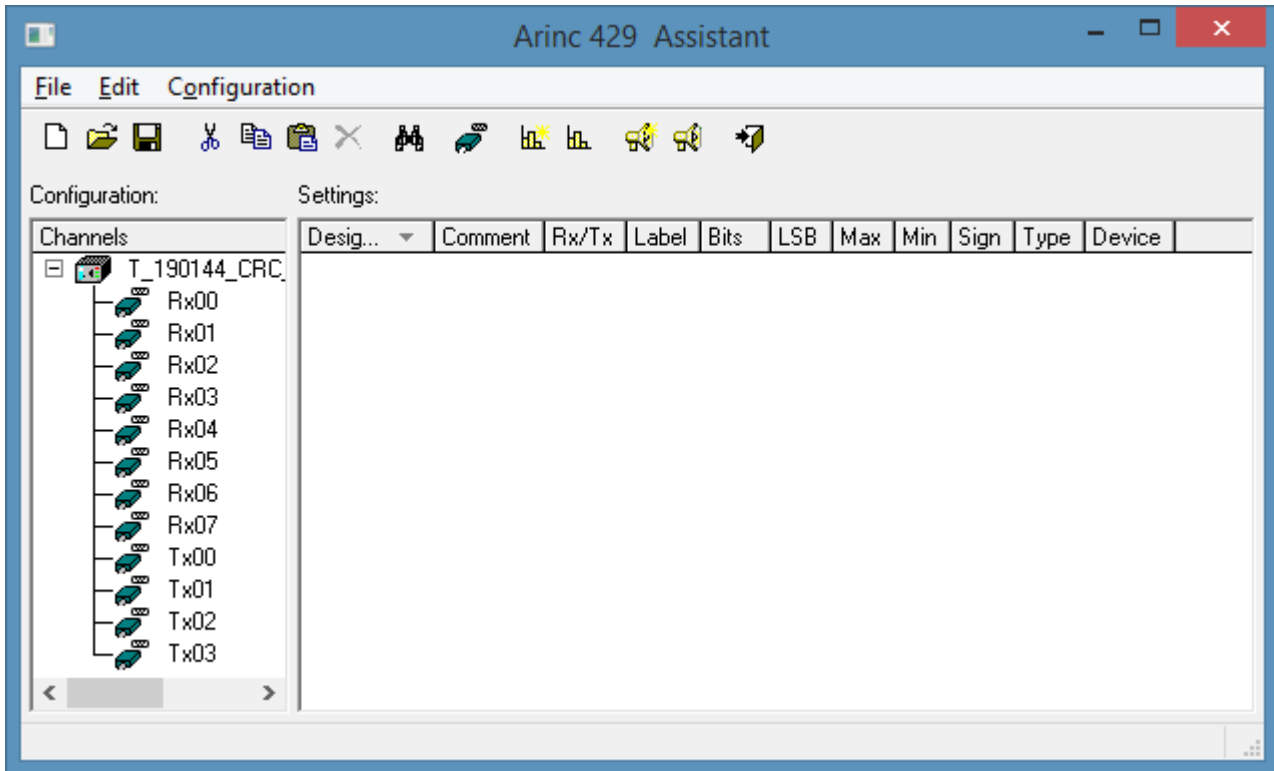 Arinc 429 Assistant
File Edit Configuration
Configuration: Settings:
Channels Desig... Comment Rx/Tx Label Bits LSB Max Min Sign Type Device
T_190144_CRC_
Rx00
Rx01
Rx02
Rx03
Rx04
Rx05
Rx06
Rx07
Tx00
Tx01
Tx02
Tx03